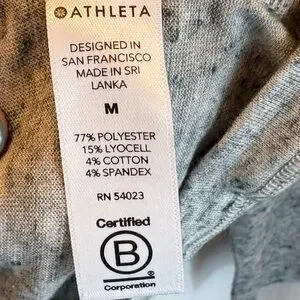 ATHLETA
DESIGNED IN
SAN FRANCISCO
MADE IN SRI
LANKA
M
77% POLYESTER
15% LYOCELL
4% COTTON
4% SPANDEX
RN 54023
Certified
B
Corporation